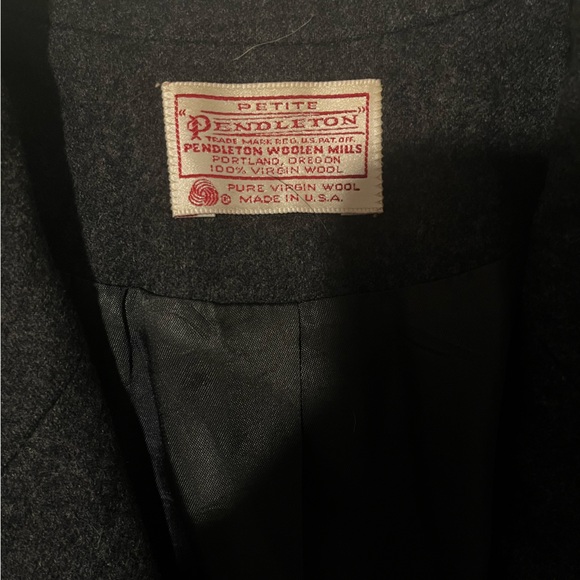 PETITE
"PENDLETON"
TRADE MARK REG. U.S. PAT. OFF.
PENDLETON WOOLEN MILLS
PORTLAND, OREGON
100% VIRGIN WOOL
PURE VIRGIN WOOL
® MADE IN U.S.A.